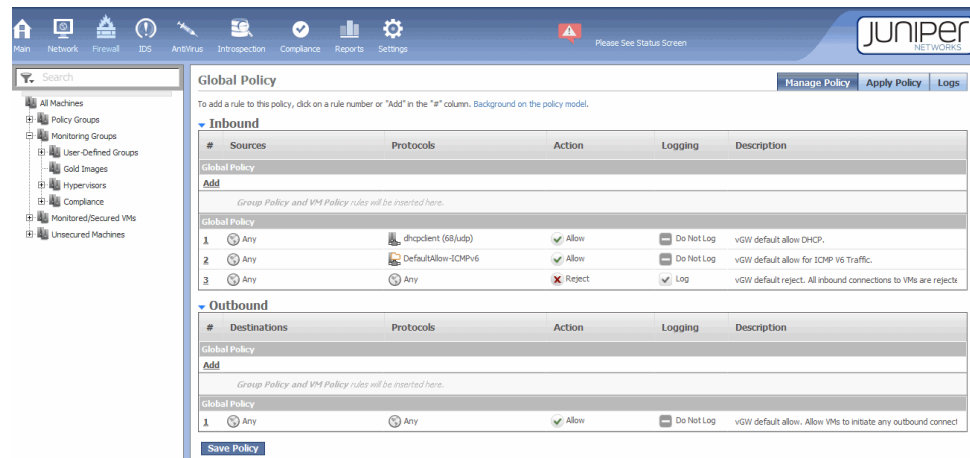 Main Network Firewall IDS AntiVirus Introspection Compliance Reports Settings
Please See Status Screen
JUNIPER
NETWORKS
Search
All Machines
Policy Groups
Monitoring Groups
User-Defined Groups
Gold Images
Hypervisors
Compliance
Monitored/Secured VMs
Unsecured Machines
Global Policy
Manage Policy Apply Policy Logs
To add a rule to this policy, click on a rule number or "Add" in the "#" column. Background on the policy model.
Inbound
# Sources Protocols Action Logging Description
Global Policy
Add
Group Policy and VM Policy rules will be inserted here.
Global Policy
1 Any dhcpclient (68/udp) Allow Do Not Log vGW default allow DHCP.
2 Any DefaultAllow-ICMPv6 Allow Do Not Log vGW default allow for ICMP V6 Traffic.
3 Any Any Reject Log vGW default reject. All inbound connections to VMs are rejecte
Outbound
# Destinations Protocols Action Logging Description
Global Policy
Add
Group Policy and VM Policy rules will be inserted here.
Global Policy
1 Any Any Allow Do Not Log vGW default allow. Allow VMs to initiate any outbound connect
Save Policy